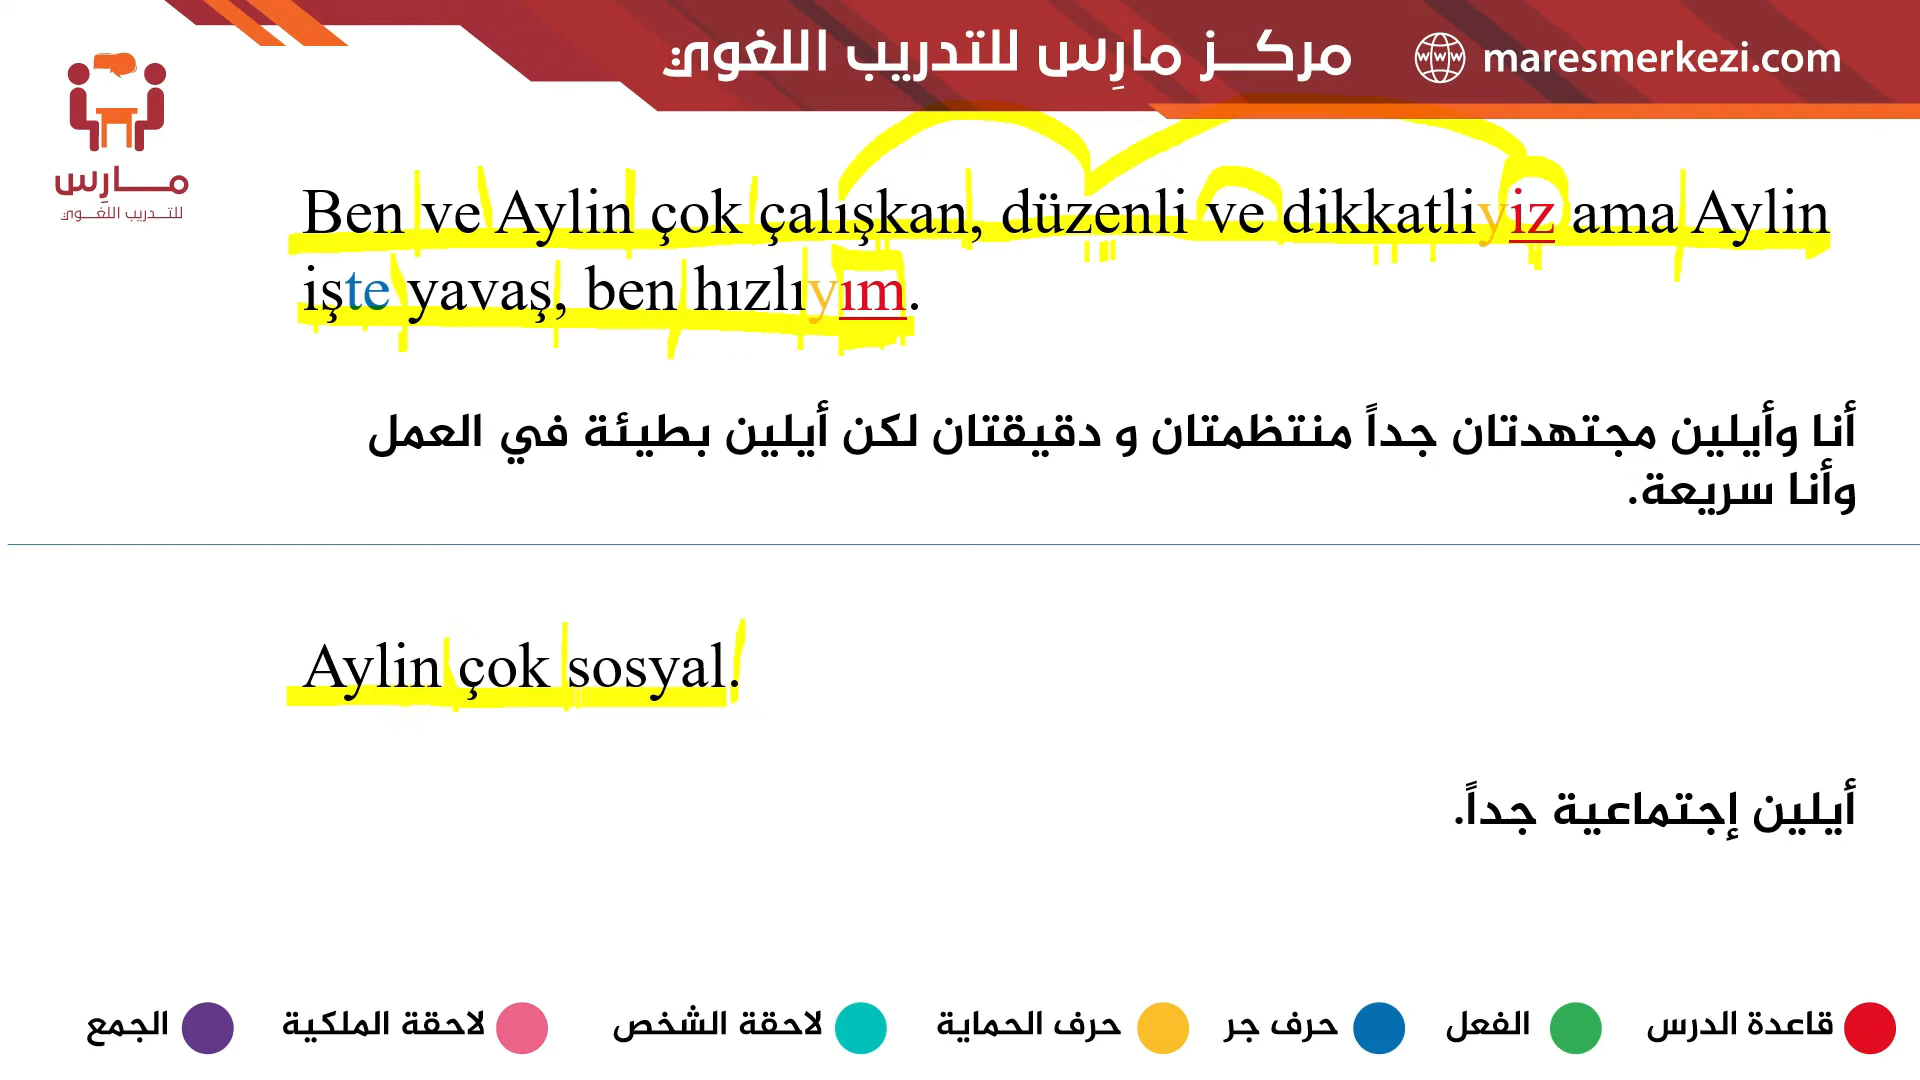 مركـــز مارِس للتدريب اللغوي
maresmerkezi.com
مــــارِس
للتـــدريب اللغـــوي
Ben ve Aylin çok çalışkan, düzenli ve dikkatliyiz ama Aylin
işte yavaş, ben hızlıyım.
أنا وأيلين مجتهدتان جداً منتظمتان و دقيقتان لكن أيلين بطيئة في العمل
وأنا سريعة.
Aylin çok sosyal.
أيلين إجتماعية جداً.
قاعدة الدرس الفعل حرف جر حرف الحماية لاحقة الشخص لاحقة الملكية الجمع